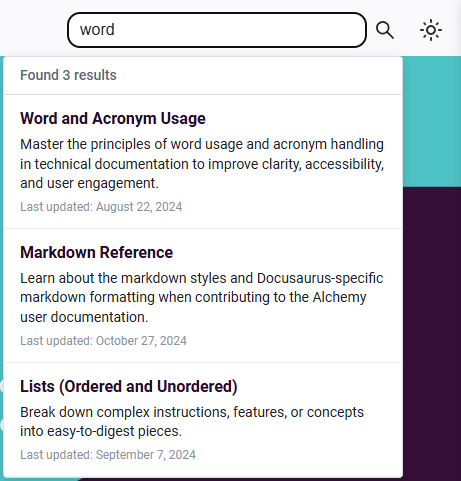 word
Found 3 results
Word and Acronym Usage
Master the principles of word usage and acronym handling
in technical documentation to improve clarity, accessibility,
and user engagement.
Last updated: August 22, 2024
Markdown Reference
Learn about the markdown styles and Docusaurus-specific
markdown formatting when contributing to the Alchemy
user documentation.
Last updated: October 27, 2024
Lists (Ordered and Unordered)
Break down complex instructions, features, or concepts
into easy-to-digest pieces.
Last updated: September 7, 2024